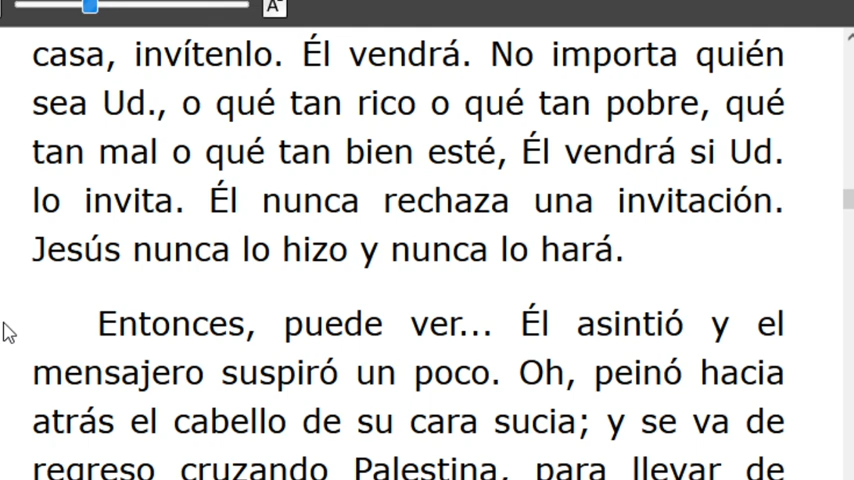 A
casa, invítenlo. Él vendrá. No importa quién
sea Ud., o qué tan rico o qué tan pobre, qué
tan mal o qué tan bien esté, Él vendrá si Ud.
lo invita. Él nunca rechaza una invitación.
Jesús nunca lo hizo y nunca lo hará.
Entonces, puede ver... Él asintió y el
mensajero suspiró un poco. Oh, peinó hacia
atrás el cabello de su cara sucia; y se va de
regreso cruzando Palestina, para llevar de